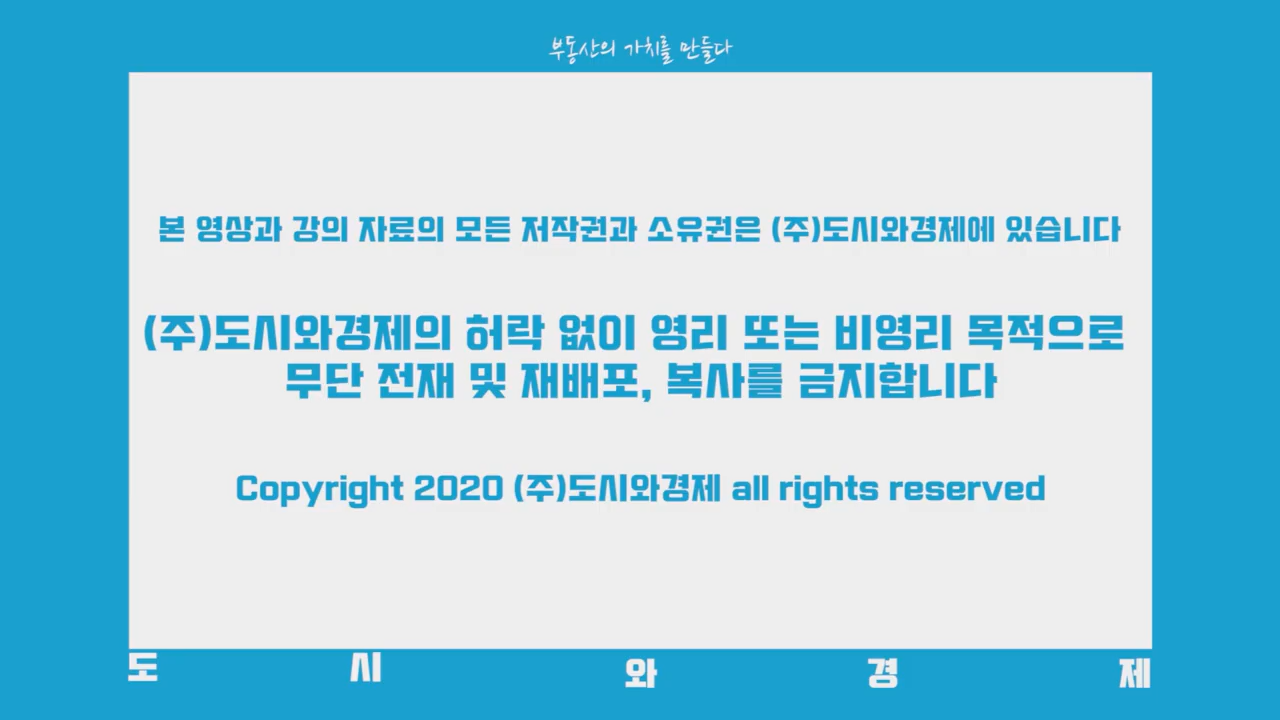 부동산의 가치를 만들다
본 영상과 강의 자료의 모든 저작권과 소유권은 (주)도시와경제에 있습니다
(주)도시와경제의 허락 없이 영리 또는 비영리 목적으로
무단 전재 및 재배포, 복사를 금지합니다
Copyright 2020 (주)도시와경제 all rights reserved
도 시 와 경 제